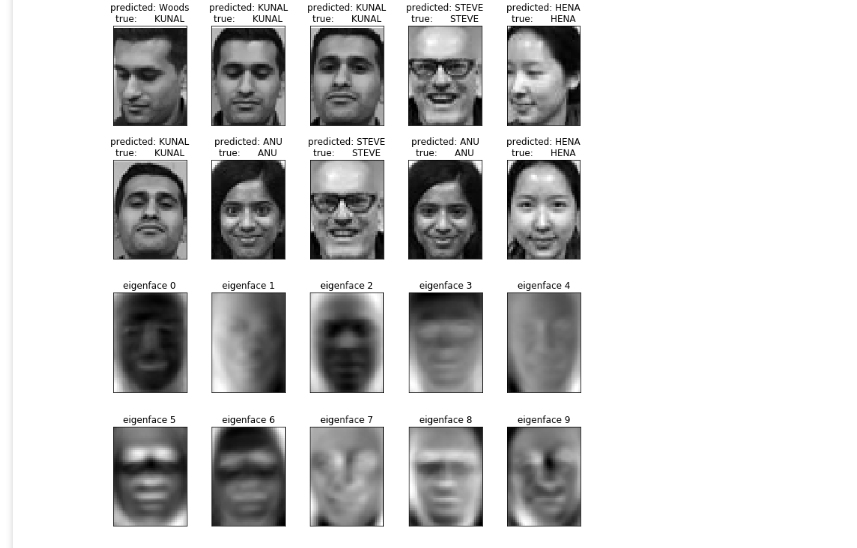 predicted: Woods predicted: KUNAL predicted: KUNAL predicted: STEVE predicted: HENA
true: KUNAL true: KUNAL true: KUNAL true: STEVE true: HENA
predicted: KUNAL predicted: ANU predicted: STEVE predicted: ANU predicted: HENA
true: KUNAL true: ANU true: STEVE true: ANU true: HENA
eigenface 0 eigenface 1 eigenface 2 eigenface 3 eigenface 4
eigenface 5 eigenface 6 eigenface 7 eigenface 8 eigenface 9